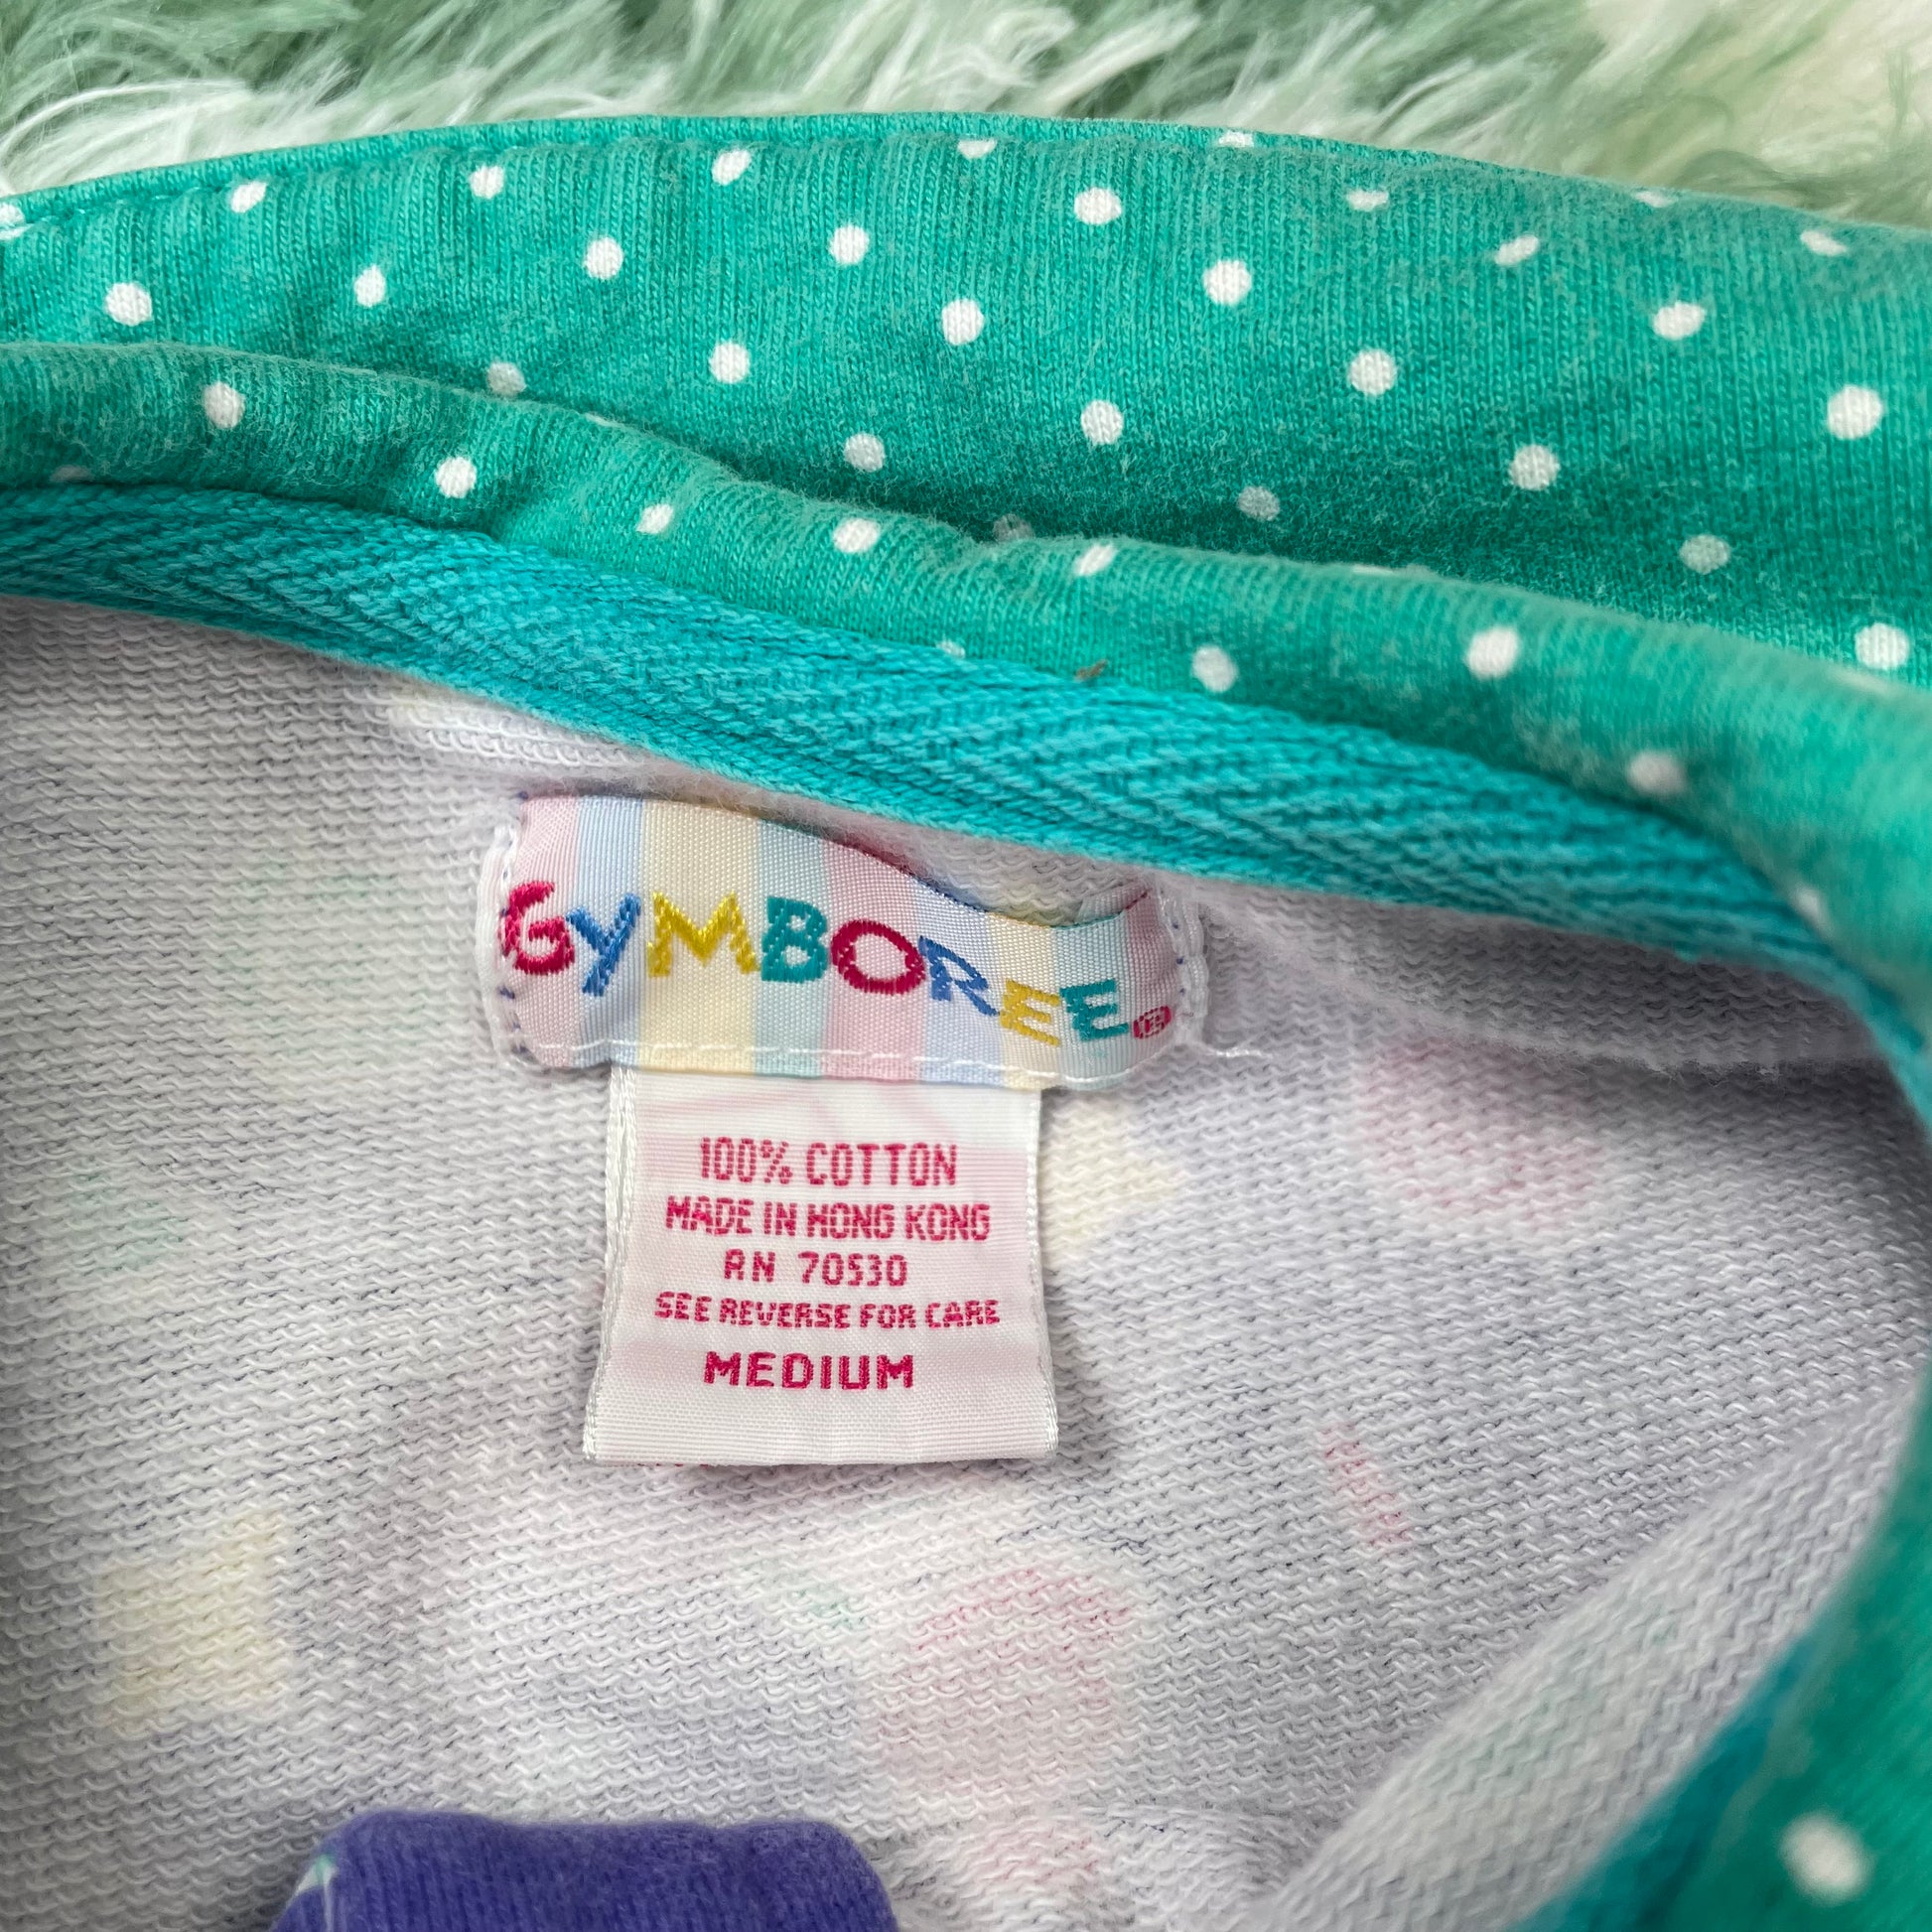 GYMBOREE®
100% COTTON
MADE IN HONG KONG
RN 70530
SEE REVERSE FOR CARE
MEDIUM